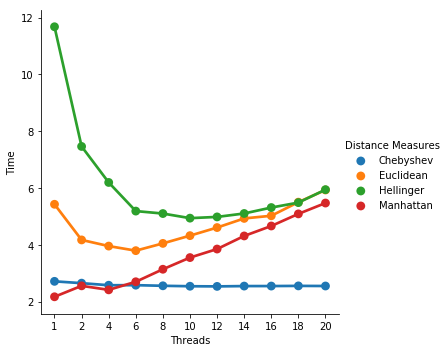 12
10
8
6
4
2
Time
1 2 4 6 8 10 12 14 16 18 20
Threads
Distance Measures
Chebyshev
Euclidean
Hellinger
Manhattan